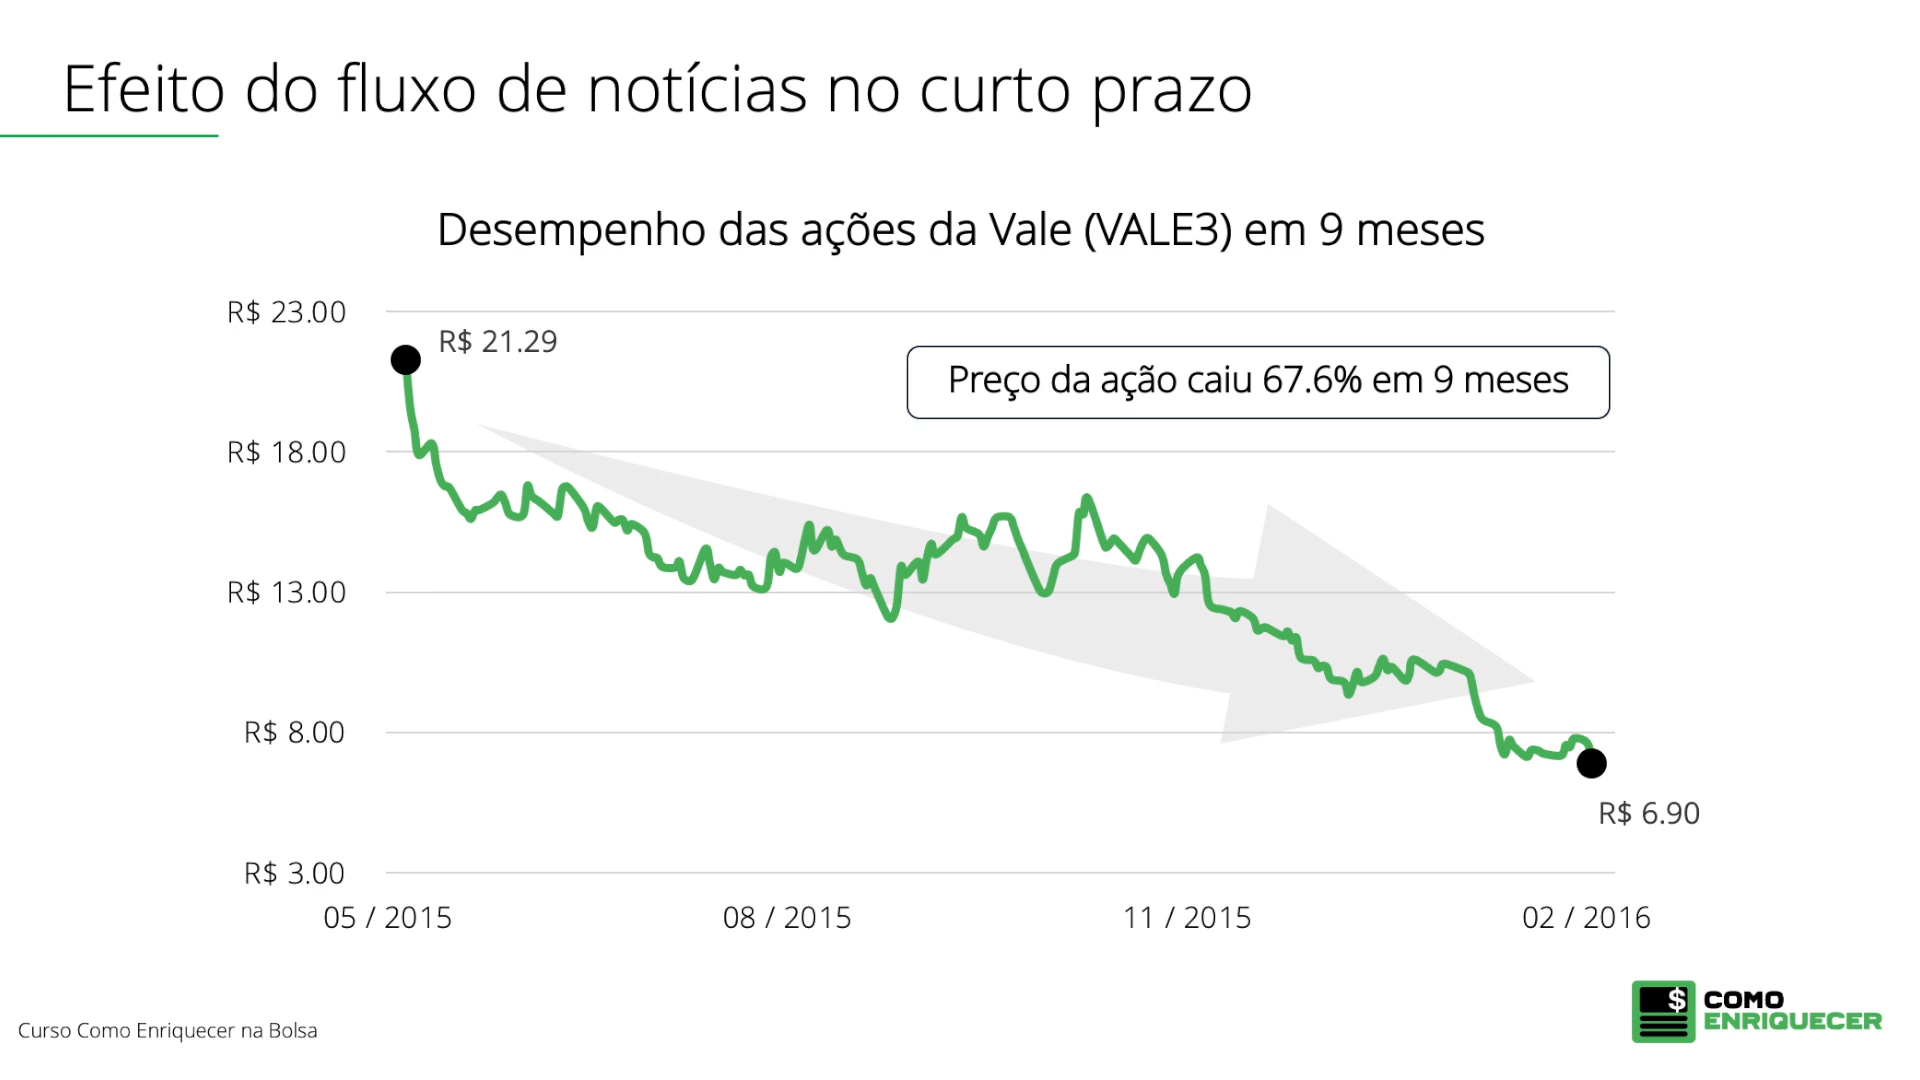 Efeito do fluxo de notícias no curto prazo
Desempenho das ações da Vale (VALE3) em 9 meses
R$ 23.00
R$ 21.29
Preço da ação caiu 67.6% em 9 meses
R$ 18.00
R$ 13.00
R$ 8.00
R$ 6.90
R$ 3.00
05 / 2015
08 / 2015
11 / 2015
02 / 2016
$
COMO
ENRIQUECER
Curso Como Enriquecer na Bolsa